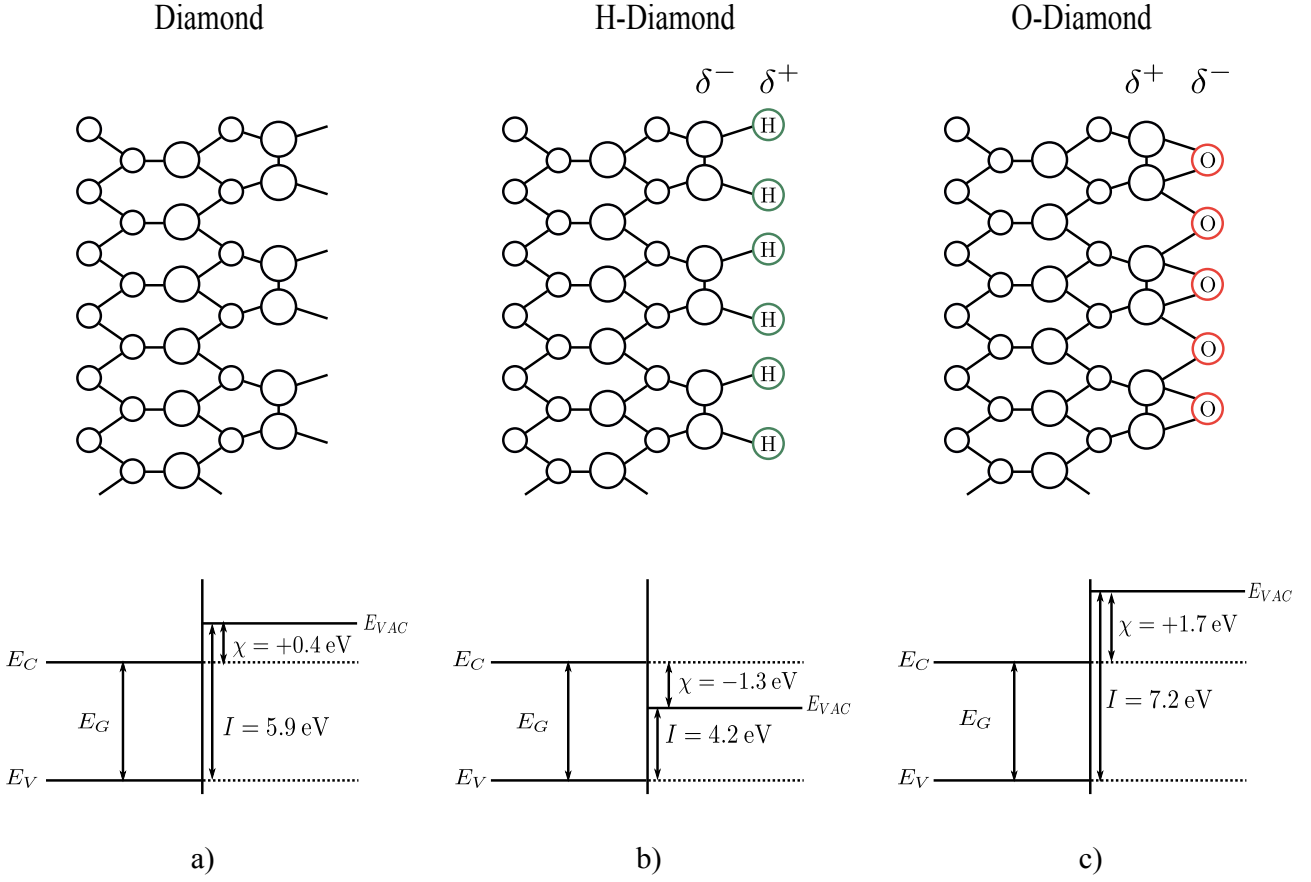 Diamond
H-Diamond
O-Diamond
δ⁻ δ⁺
δ⁺ δ⁻
H
H
H
H
H
H
O
O
O
O
O
E_VAC
χ = +0.4 eV
E_C
E_G
I = 5.9 eV
E_V
E_C
χ = −1.3 eV
E_VAC
E_G
I = 4.2 eV
E_V
E_VAC
χ = +1.7 eV
E_C
I = 7.2 eV
E_G
E_V
a)
b)
c)